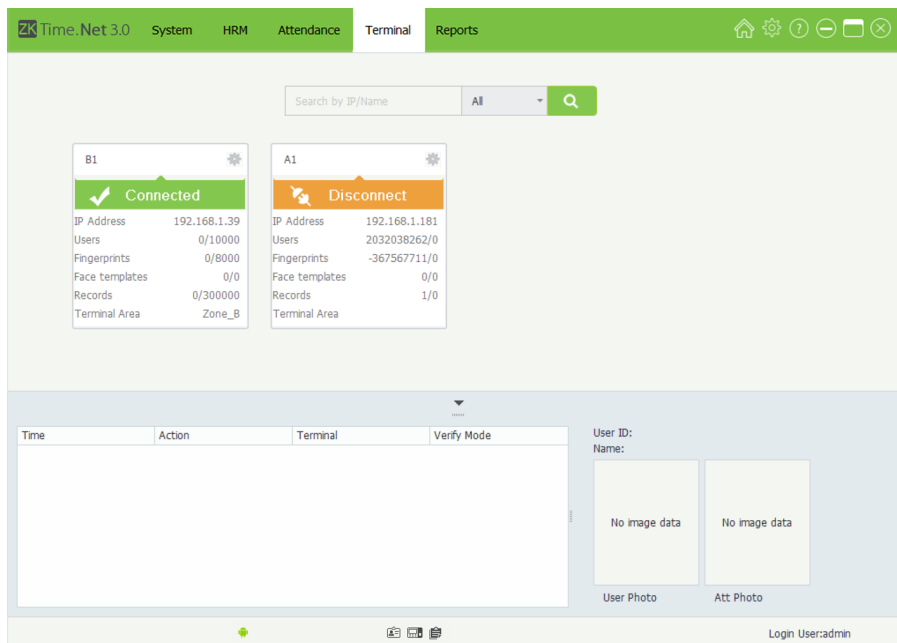 ZK Time.Net 3.0 System HRM Attendance Terminal Reports
Search by IP/Name All
B1
Connected
IP Address 192.168.1.39
Users 0/10000
Fingerprints 0/8000
Face templates 0/0
Records 0/300000
Terminal Area Zone_B
A1
Disconnect
IP Address 192.168.1.181
Users 2032038262/0
Fingerprints -367567711/0
Face templates 0/0
Records 1/0
Terminal Area
Time Action Terminal Verify Mode
User ID:
Name:
No image data No image data
User Photo Att Photo
Login User:admin